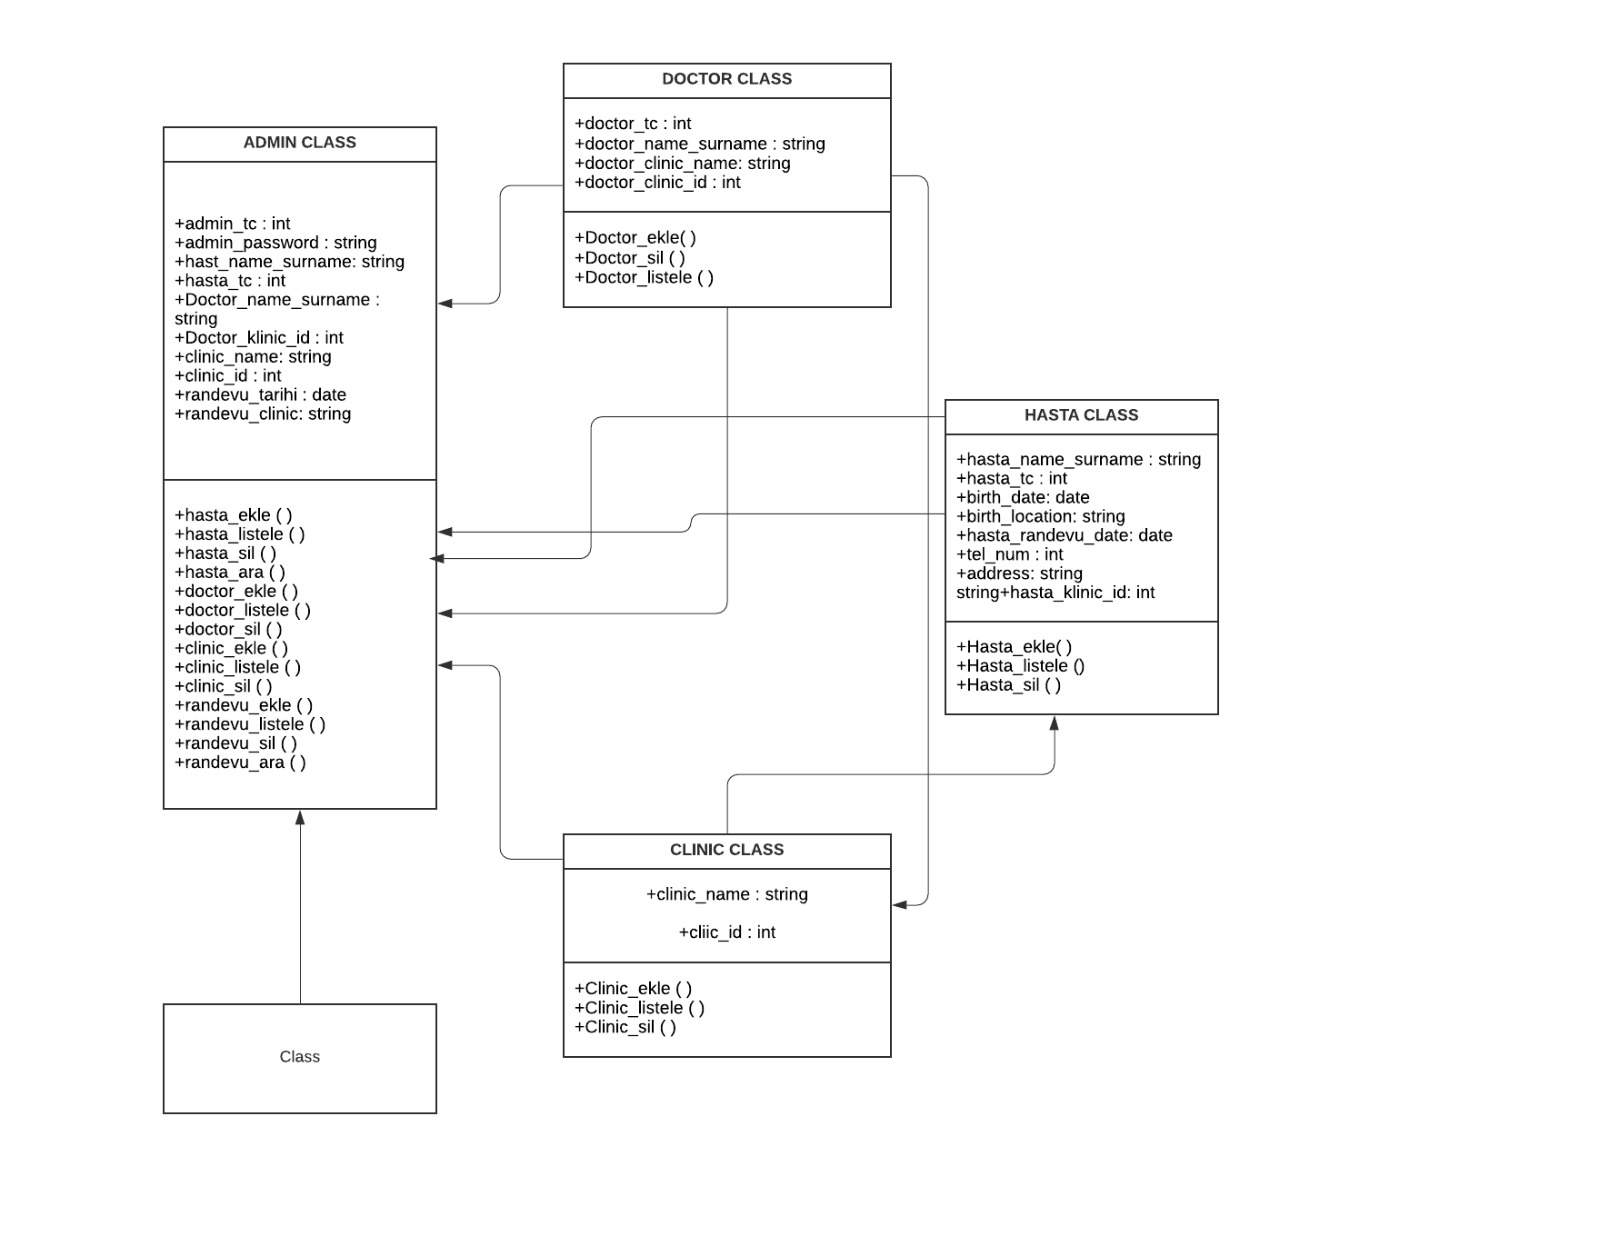 DOCTOR CLASS
+doctor_tc : int
+doctor_name_surname : string
+doctor_clinic_name: string
+doctor_clinic_id : int
+Doctor_ekle( )
+Doctor_sil ( )
+Doctor_listele ( )
ADMIN CLASS
+admin_tc : int
+admin_password : string
+hast_name_surname: string
+hasta_tc : int
+Doctor_name_surname :
string
+Doctor_klinic_id : int
+clinic_name: string
+clinic_id : int
+randevu_tarihi : date
+randevu_clinic: string
+hasta_ekle ( )
+hasta_listele ( )
+hasta_sil ( )
+hasta_ara ( )
+doctor_ekle ( )
+doctor_listele ( )
+doctor_sil ( )
+clinic_ekle ( )
+clinic_listele ( )
+clinic_sil ( )
+randevu_ekle ( )
+randevu_listele ( )
+randevu_sil ( )
+randevu_ara ( )
HASTA CLASS
+hasta_name_surname : string
+hasta_tc : int
+birth_date: date
+birth_location: string
+hasta_randevu_date: date
+tel_num : int
+address: string
string+hasta_klinic_id: int
+Hasta_ekle( )
+Hasta_listele ()
+Hasta_sil ( )
CLINIC CLASS
+clinic_name : string
+cliic_id : int
+Clinic_ekle ( )
+Clinic_listele ( )
+Clinic_sil ( )
Class